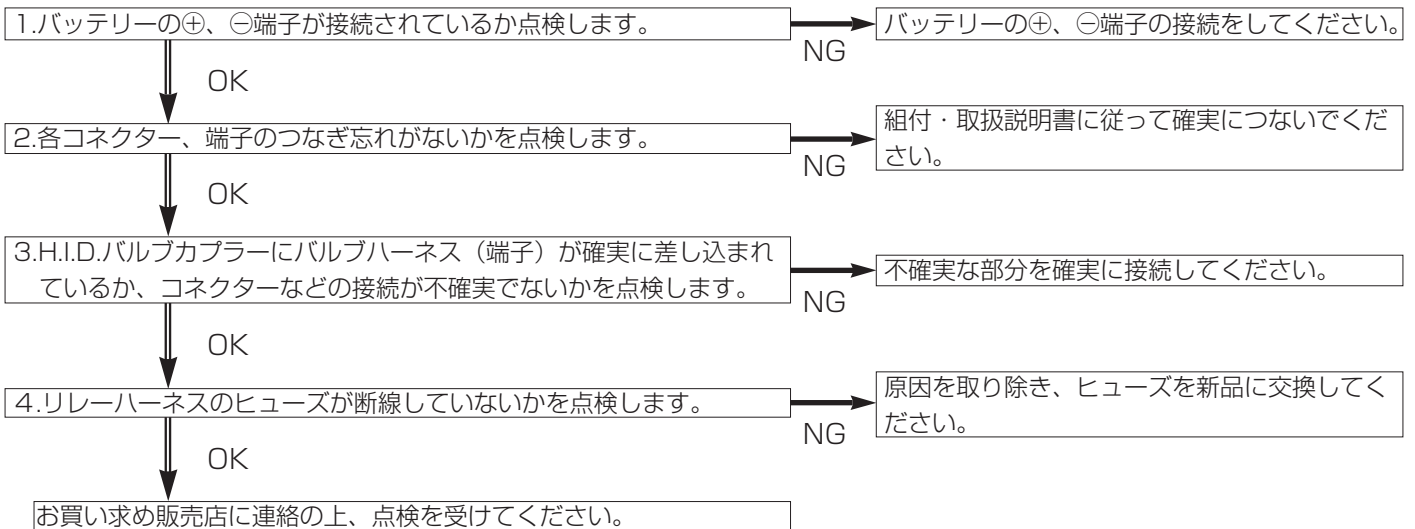 1.バッテリーの⊕、⊖端子が接続されているか点検します。
バッテリーの⊕、⊖端子の接続をしてください。
NG
OK
2.各コネクター、端子のつなぎ忘れがないかを点検します。
組付・取扱説明書に従って確実につないでくだ
さい。
NG
OK
3.H.I.D.バルブカプラーにバルブハーネス（端子）が確実に差し込まれ
ているか、コネクターなどの接続が不確実でないかを点検します。
不確実な部分を確実に接続してください。
NG
OK
4.リレーハーネスのヒューズが断線していないかを点検します。
原因を取り除き、ヒューズを新品に交換してく
ださい。
NG
OK
お買い求め販売店に連絡の上、点検を受けてください。